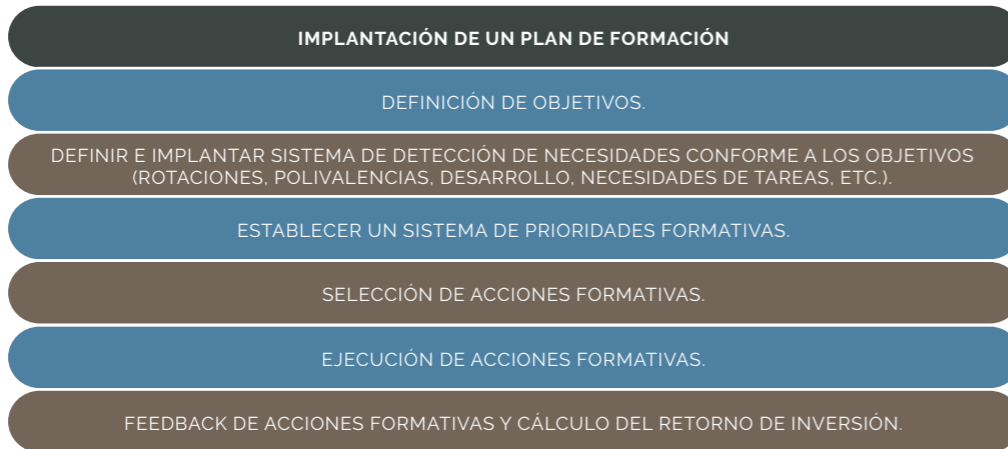 IMPLANTACIÓN DE UN PLAN DE FORMACIÓN
DEFINICIÓN DE OBJETIVOS.
DEFINIR E IMPLANTAR SISTEMA DE DETECCIÓN DE NECESIDADES CONFORME A LOS OBJETIVOS
(ROTACIONES, POLIVALENCIAS, DESARROLLO, NECESIDADES DE TAREAS, ETC.).
ESTABLECER UN SISTEMA DE PRIORIDADES FORMATIVAS.
SELECCIÓN DE ACCIONES FORMATIVAS.
EJECUCIÓN DE ACCIONES FORMATIVAS.
FEEDBACK DE ACCIONES FORMATIVAS Y CÁLCULO DEL RETORNO DE INVERSIÓN.